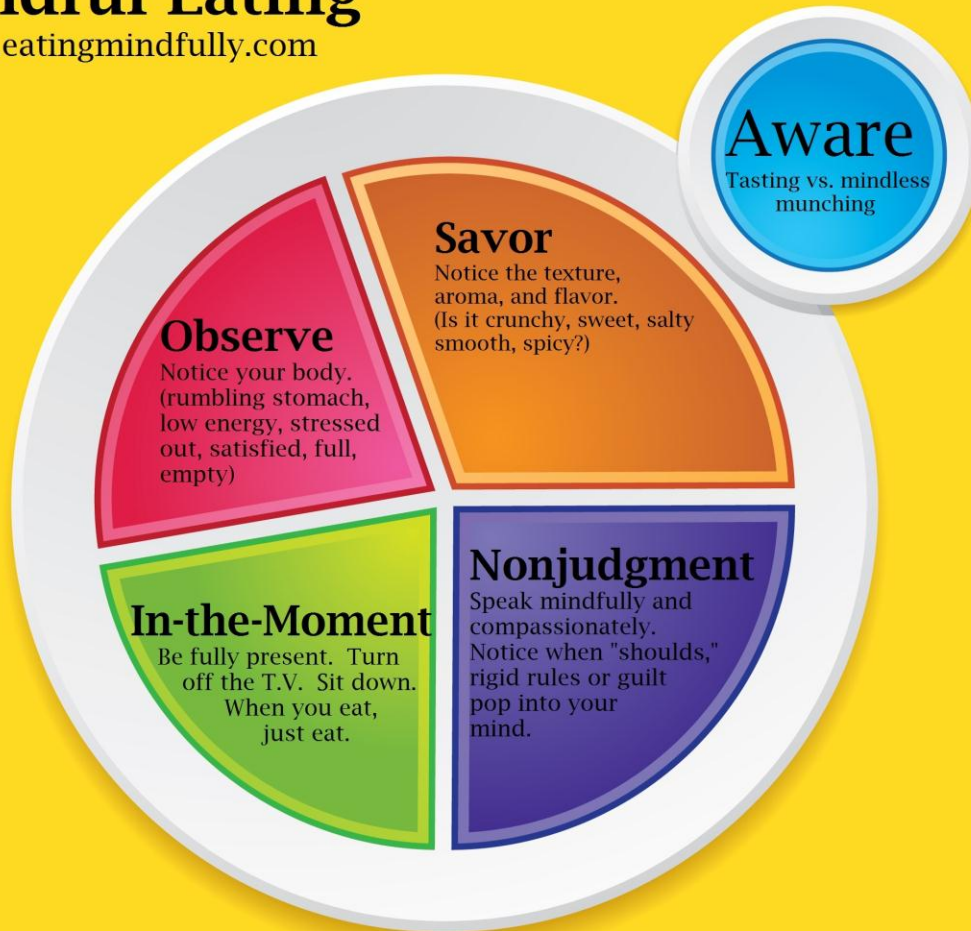 ndful Eating
eatingmindfully.com
Aware
Tasting vs. mindless
munching
Savor
Notice the texture,
aroma, and flavor.
(Is it crunchy, sweet, salty
smooth, spicy?)
Observe
Notice your body.
(rumbling stomach,
low energy, stressed
out, satisfied, full,
empty)
In-the-Moment
Be fully present.  Turn
off the T.V.  Sit down.
When you eat,
just eat.
Nonjudgment
Speak mindfully and
compassionately.
Notice when "shoulds,"
rigid rules or guilt
pop into your
mind.